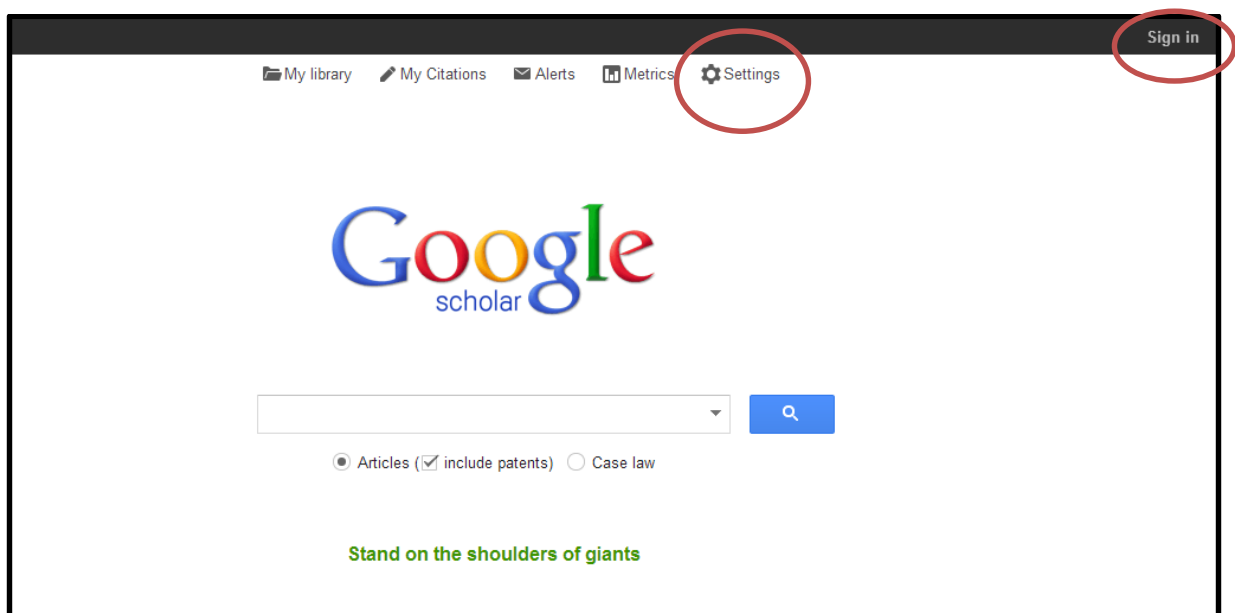 Sign in
My library My Citations Alerts Metrics Settings
Google
scholar
Articles ( include patents) Case law
Stand on the shoulders of giants